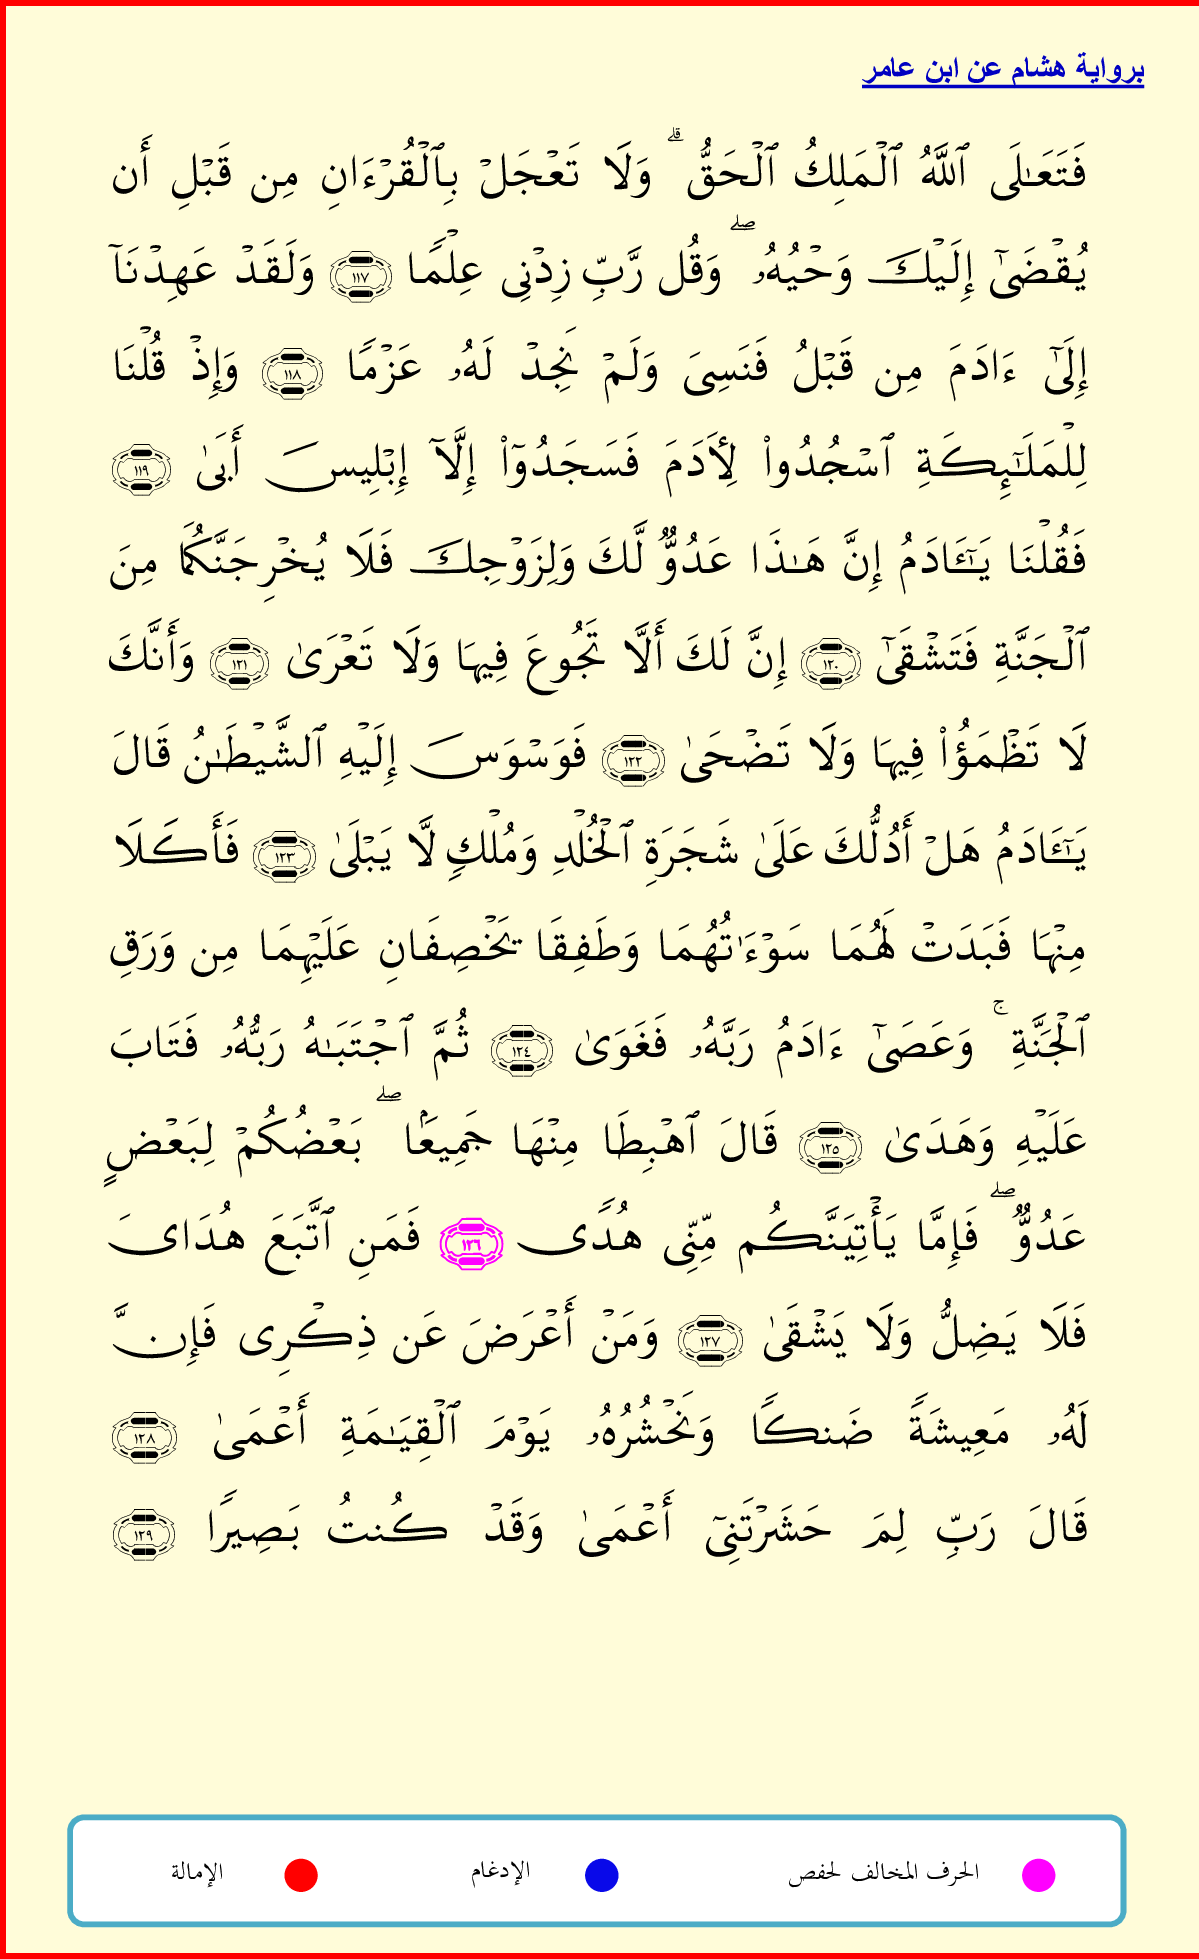 برواية هشام عن ابن عامر
فَتَعَـٰلَى ٱللَّهُ ٱلْمَلِكُ ٱلْحَقُّ ۗ وَلَا تَعْجَلْ بِٱلْقُرْءَانِ مِن قَبْلِ أَن
يُقْضَىٰٓ إِلَيْكَ وَحْيُهُۥ ۖ وَقُل رَّبِّ زِدْنِى عِلْمًا ١١٧ وَلَقَدْ عَهِدْنَآ
إِلَىٰٓ ءَادَمَ مِن قَبْلُ فَنَسِىَ وَلَمْ نَجِدْ لَهُۥ عَزْمًا ١١٨ وَإِذْ قُلْنَا
لِلْمَلَـٰٓئِكَةِ ٱسْجُدُوا۟ لِـَٔادَمَ فَسَجَدُوٓا۟ إِلَّآ إِبْلِيسَ أَبَىٰ ١١٩
فَقُلْنَا يَـٰٓـَٔادَمُ إِنَّ هَـٰذَا عَدُوٌّ لَّكَ وَلِزَوْجِكَ فَلَا يُخْرِجَنَّكُمَا مِنَ
ٱلْجَنَّةِ فَتَشْقَىٰٓ ١٢٠ إِنَّ لَكَ أَلَّا تَجُوعَ فِيهَا وَلَا تَعْرَىٰ ١٢١ وَأَنَّكَ
لَا تَظْمَؤُا۟ فِيهَا وَلَا تَضْحَىٰ ١٢٢ فَوَسْوَسَ إِلَيْهِ ٱلشَّيْطَـٰنُ قَالَ
يَـٰٓـَٔادَمُ هَلْ أَدُلُّكَ عَلَىٰ شَجَرَةِ ٱلْخُلْدِ وَمُلْكٍ لَّا يَبْلَىٰ ١٢٣ فَأَكَلَا
مِنْهَا فَبَدَتْ لَهُمَا سَوْءَٰتُهُمَا وَطَفِقَا يَخْصِفَانِ عَلَيْهِمَا مِن وَرَقِ
ٱلْجَنَّةِ ۚ وَعَصَىٰٓ ءَادَمُ رَبَّهُۥ فَغَوَىٰ ١٢٤ ثُمَّ ٱجْتَبَـٰهُ رَبُّهُۥ فَتَابَ
عَلَيْهِ وَهَدَىٰ ١٢٥ قَالَ ٱهْبِطَا مِنْهَا جَمِيعًۢا ۖ بَعْضُكُمْ لِبَعْضٍ
عَدُوٌّ ۖ فَإِمَّا يَأْتِيَنَّكُم مِّنِّى هُدًى ١٢٦ فَمَنِ ٱتَّبَعَ هُدَاىَ
فَلَا يَضِلُّ وَلَا يَشْقَىٰ ١٢٧ وَمَنْ أَعْرَضَ عَن ذِكْرِى فَإِنَّ
لَهُۥ مَعِيشَةً ضَنكًا وَنَحْشُرُهُۥ يَوْمَ ٱلْقِيَـٰمَةِ أَعْمَىٰ ١٢٨
قَالَ رَبِّ لِمَ حَشَرْتَنِىٓ أَعْمَىٰ وَقَدْ كُنتُ بَصِيرًا ١٢٩
الحرف المخالف لحفص الإدغام الإمالة